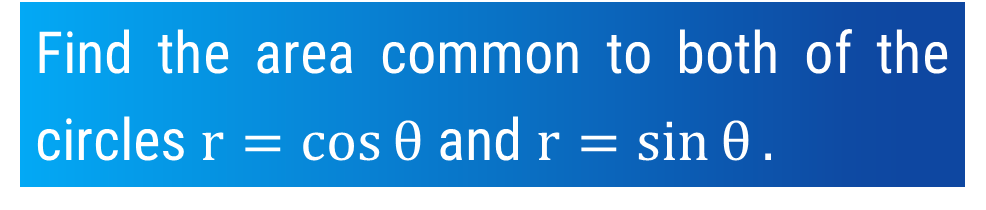 Find the area common to both of the
circles r = cos θ and r = sin θ .